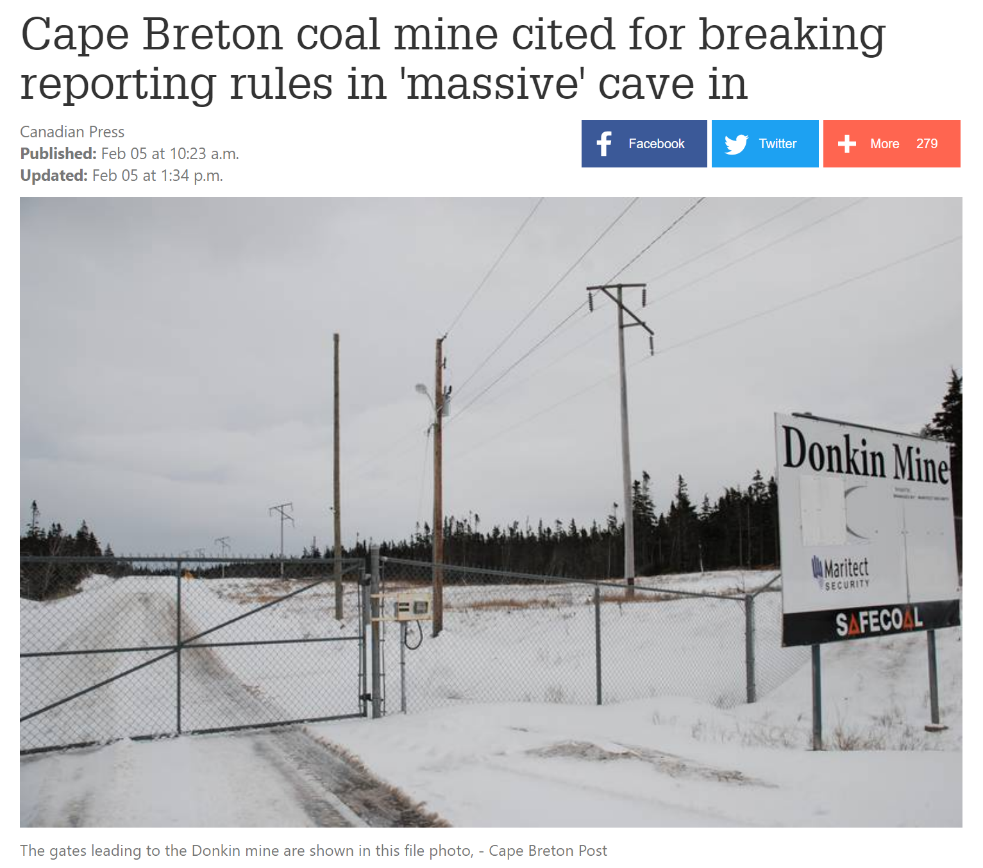 Cape Breton coal mine cited for breaking
reporting rules in 'massive' cave in
Canadian Press
Published: Feb 05 at 10:23 a.m.
Updated: Feb 05 at 1:34 p.m.
Facebook
Twitter
More 279
Donkin Mine
Maritect
SECURITY
SAFECOAL
The gates leading to the Donkin mine are shown in this file photo, - Cape Breton Post